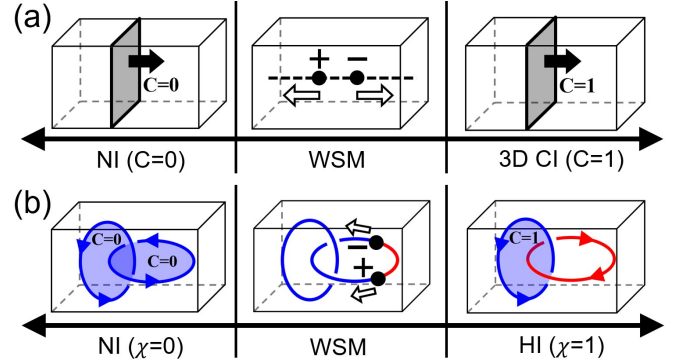 (a)
C=0
+ −
C=1
NI (C=0) WSM 3D CI (C=1)
(b)
C=0
C=0
−
+
C=1
NI (χ=0) WSM HI (χ=1)